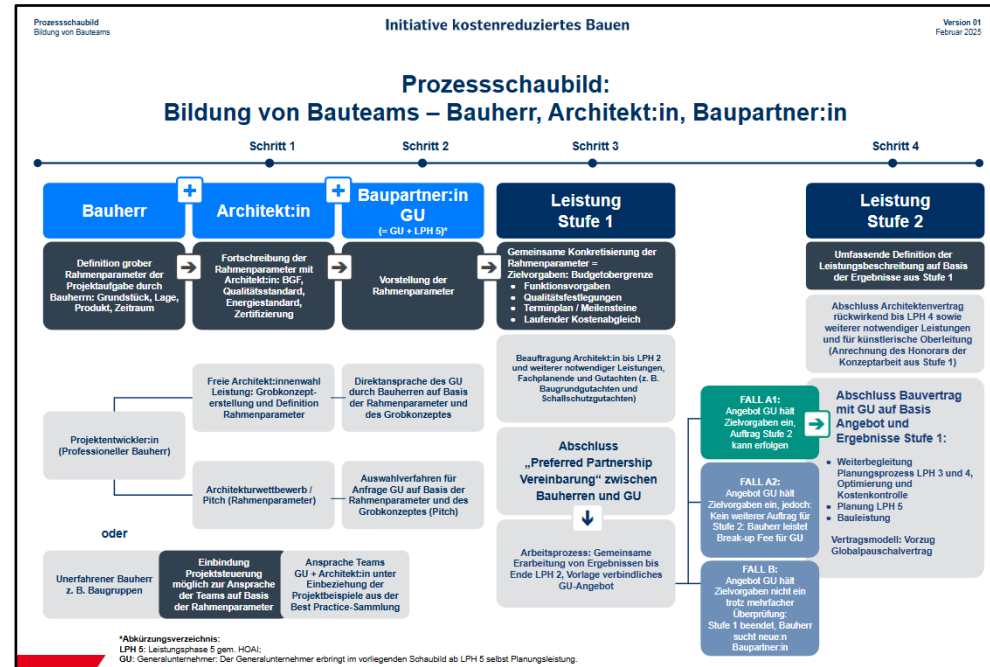 Prozessschaubild
Bildung von Bauteams
Initiative kostenreduziertes Bauen
Version 01
Februar 2025
Prozessschaubild:
Bildung von Bauteams – Bauherr, Architekt:in, Baupartner:in
Schritt 1
Schritt 2
Schritt 3
Schritt 4
Bauherr
+
Architekt:in
+
Baupartner:in
GU
(= GU + LPH 5)*
Leistung
Stufe 1
Leistung
Stufe 2
Definition grober
Rahmenparameter der
Projektaufgabe durch
Bauherrn: Grundstück, Lage,
Produkt, Zeitraum
Fortschreibung der
Rahmenparameter mit
Architekt:in: BGF,
Qualitätsstandard,
Energiestandard,
Zertifizierung
Vorstellung der
Rahmenparameter
Gemeinsame Konkretisierung der
Rahmenparameter =
Zielvorgaben: Budgetobergrenze
• Funktionsvorgaben
• Qualitätsfestlegungen
• Terminplan / Meilensteine
• Laufender Kostenabgleich
Umfassende Definition der
Leistungsbeschreibung auf Basis
der Ergebnisse aus Stufe 1
Abschluss Architektenvertrag
rückwirkend bis LPH 4 sowie
weiterer notwendiger Leistungen
und für künstlerische Oberleitung
(Anrechnung des Honorars der
Konzeptarbeit aus Stufe 1)
Beauftragung Architekt:in bis LPH 2
und weiterer notwendiger Leistungen,
Fachplanende und Gutachten (z. B.
Baugrundgutachten und
Schallschutzgutachten)
Projektentwickler:in
(Professioneller Bauherr)
Freie Architekt:innenwahl
Leistung: Grobkonzept-
erstellung und Definition
Rahmenparameter
Direktansprache des GU
durch Bauherren auf Basis
der Rahmenparameter und
des Grobkonzeptes
Architekturwettbewerb /
Pitch (Rahmenparameter)
Auswahlverfahren für
Anfrage GU auf Basis der
Rahmenparameter und des
Grobkonzeptes (Pitch)
Abschluss
„Preferred Partnership
Vereinbarung“ zwischen
Bauherren und GU
Arbeitsprozess: Gemeinsame
Erarbeitung von Ergebnissen bis
Ende LPH 2, Vorlage verbindliches
GU-Angebot
FALL A1:
Angebot GU hält
Zielvorgaben ein,
Auftrag Stufe 2
kann erfolgen
FALL A2:
Angebot GU hält
Zielvorgaben ein, jedoch:
Kein weiterer Auftrag für
Stufe 2: Bauherr leistet
Break-up Fee für
GU
FALL B:
Angebot GU hält
Zielvorgaben nicht ein
trotz mehrfacher
Überprüfung:
Stufe 1 beendet, Bauherr
sucht neue:n
Baupartner:in
Abschluss Bauvertrag
mit GU auf Basis
Angebot und
Ergebnisse Stufe 1:
• Weiterbegleitung
Planungsprozess LPH 3 und 4,
Optimierung und
Kostenkontrolle
• Planung LPH 5
• Bauleistung
Vertragsmodell: Vorzug
Globalpauschalvertrag
oder
Unerfahrener Bauherr
z. B. Baugruppen
Einbindung
Projektsteuerung
möglich zur Ansprache
der Teams auf Basis
der Rahmenparameter
Ansprache Teams
GU + Architekt:in unter
Einbeziehung der
Projektbeispiele aus der
Best Practice-Sammlung
*Abkürzungsverzeichnis:
LPH 5: Leistungsphase 5 gem. HOAI;
GU: Generalunternehmer: Der Generalunternehmer erbringt im vorliegenden Schaubild ab LPH 5 selbst Planungsleistung.